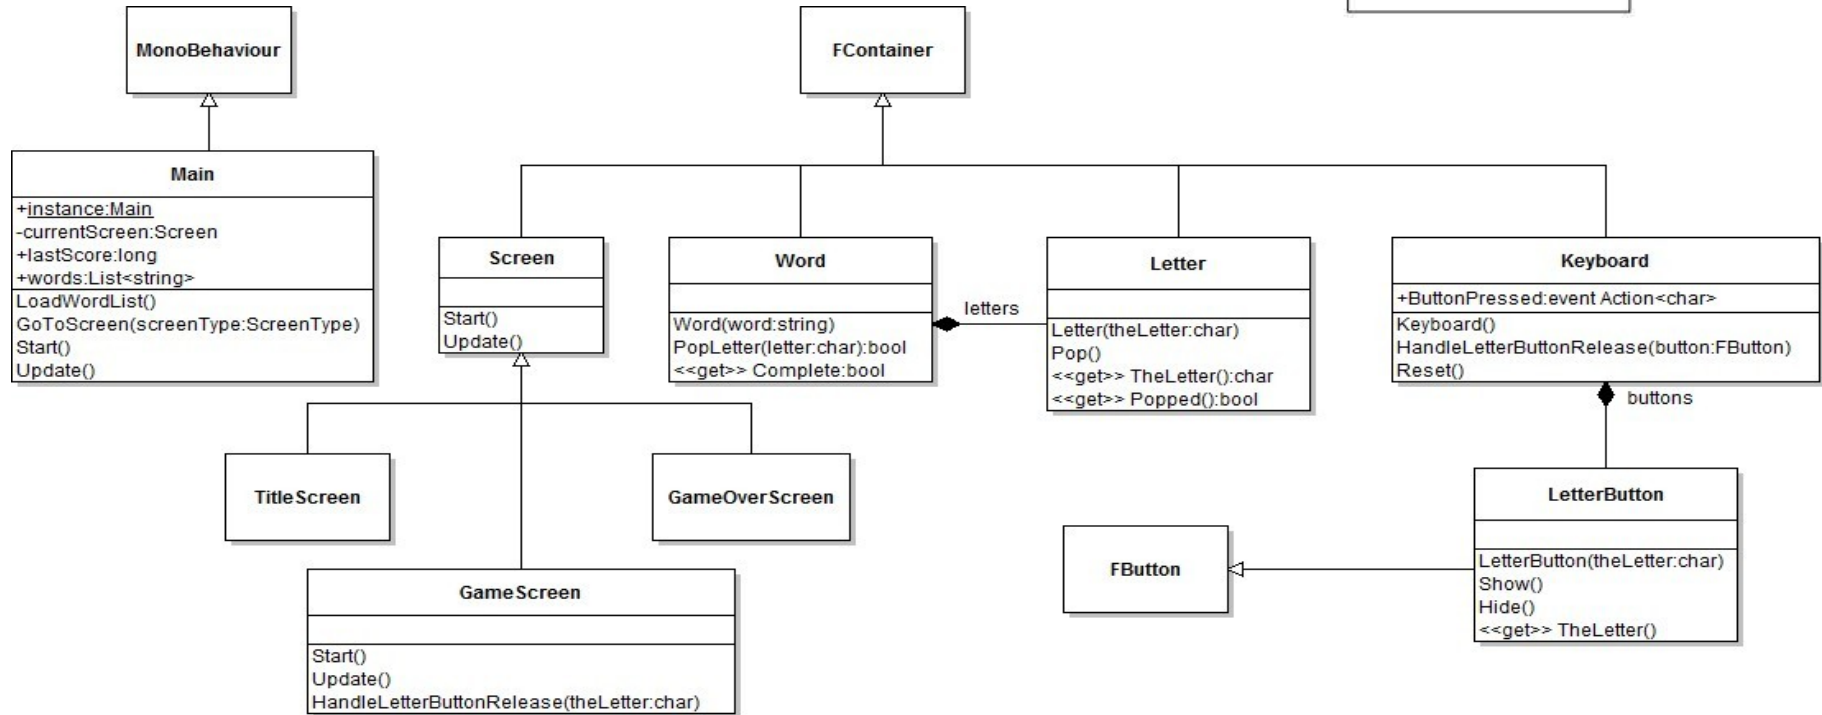 MonoBehaviour
FContainer
Main
+instance:Main
-currentScreen:Screen
+lastScore:long
+words:List<string>
LoadWordList()
GoToScreen(screenType:ScreenType)
Start()
Update()
Screen
Start()
Update()
Word
Word(word:string)
PopLetter(letter:char):bool
<<get>> Complete:bool
letters
Letter
Letter(theLetter:char)
Pop()
<<get>> TheLetter():char
<<get>> Popped():bool
Keyboard
+ButtonPressed:event Action<char>
Keyboard()
HandleLetterButtonRelease(button:FButton)
Reset()
buttons
TitleScreen
GameOverScreen
GameScreen
Start()
Update()
HandleLetterButtonRelease(theLetter:char)
FButton
LetterButton
LetterButton(theLetter:char)
Show()
Hide()
<<get>> TheLetter()